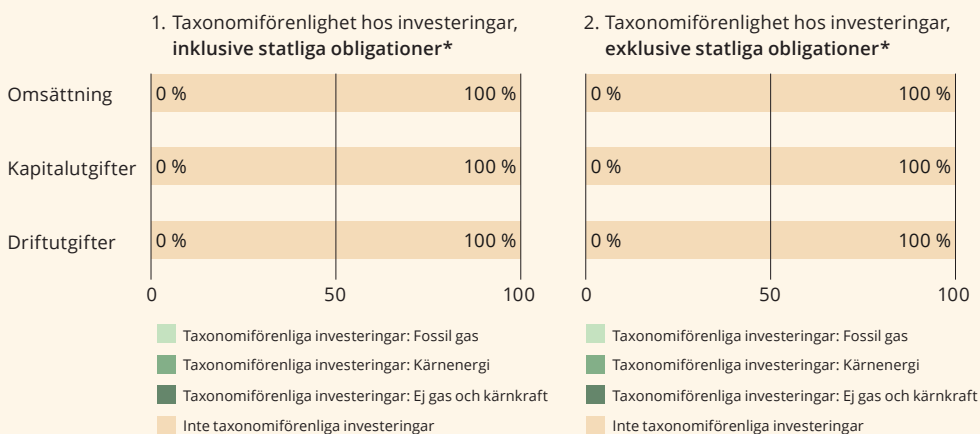 1. Taxonomiförenlighet hos investeringar,
inklusive statliga obligationer*
Omsättning
0 %
100 %
Kapitalutgifter
0 %
100 %
Driftutgifter
0 %
100 %
0
50
100
Taxonomiförenliga investeringar: Fossil gas
Taxonomiförenliga investeringar: Kärnenergi
Taxonomiförenliga investeringar: Ej gas och kärnkraft
Inte taxonomiförenliga investeringar
2. Taxonomiförenlighet hos investeringar,
exklusive statliga obligationer*
0 %
100 %
0 %
100 %
0 %
100 %
0
50
100
Taxonomiförenliga investeringar: Fossil gas
Taxonomiförenliga investeringar: Kärnenergi
Taxonomiförenliga investeringar: Ej gas och kärnkraft
Inte taxonomiförenliga investeringar